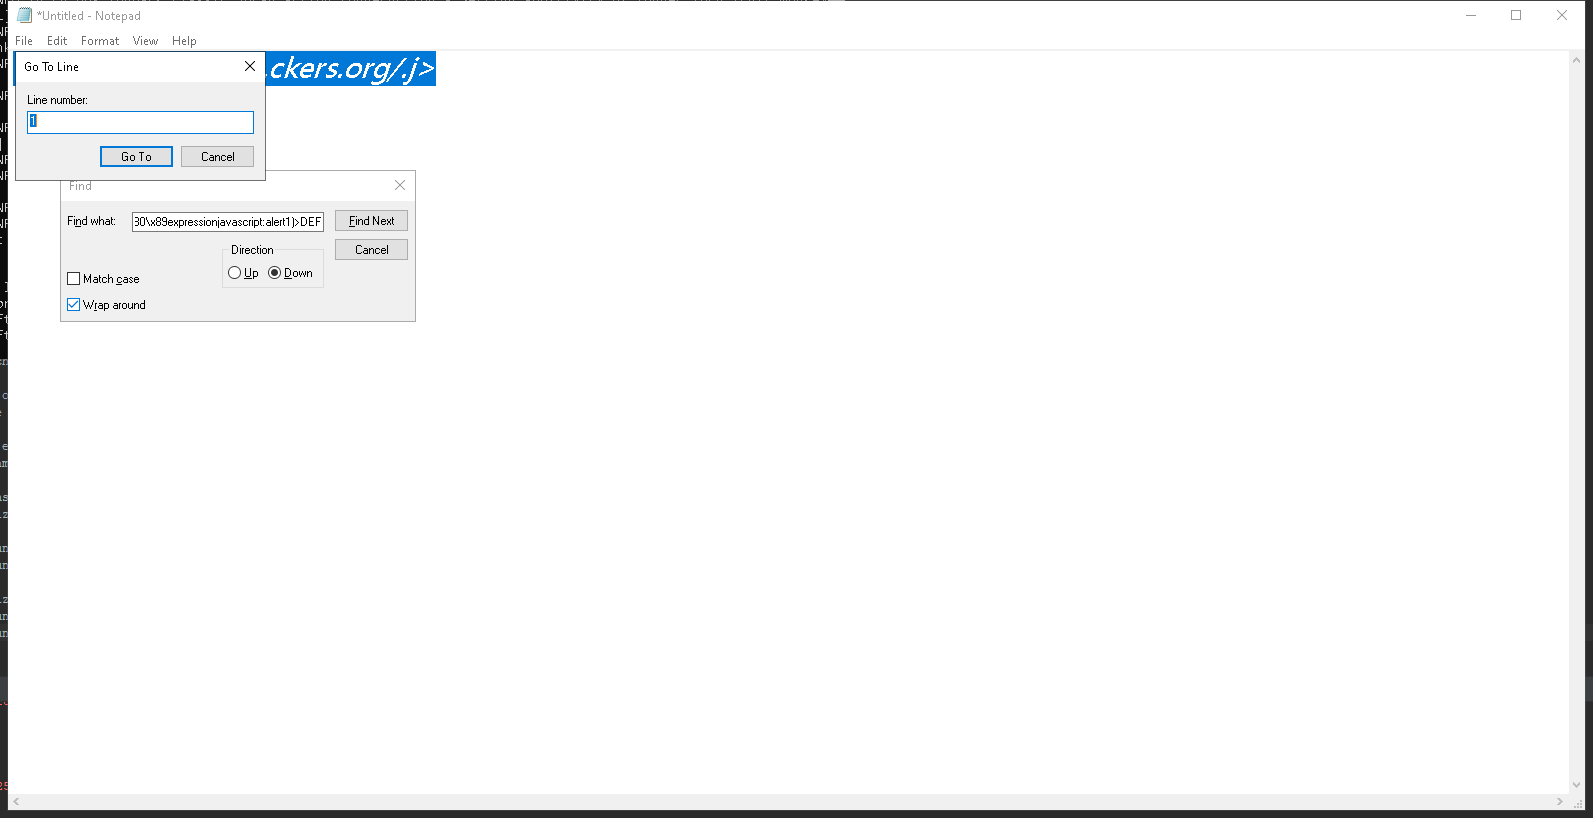 *Untitled - Notepad
File Edit Format View Help
.ckers.org/.j>
Go To Line
Line number:
1
Go To Cancel
Find
Find what: 80\x89expressionjavascript:alert1)>DEF Find Next
Direction Cancel
Up Down
Match case
Wrap around